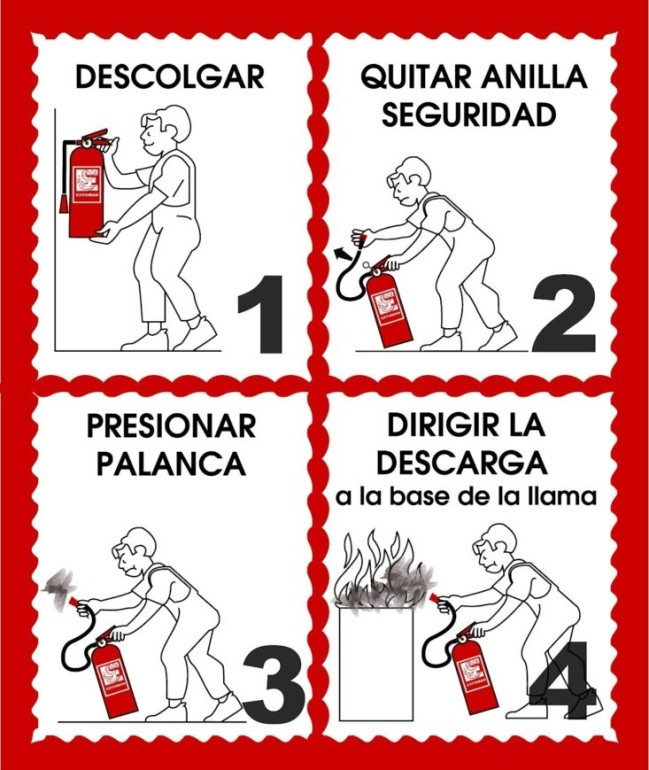 DESCOLGAR
1
QUITAR ANILLA
SEGURIDAD
2
PRESIONAR
PALANCA
3
DIRIGIR LA
DESCARGA
a la base de la llama
4